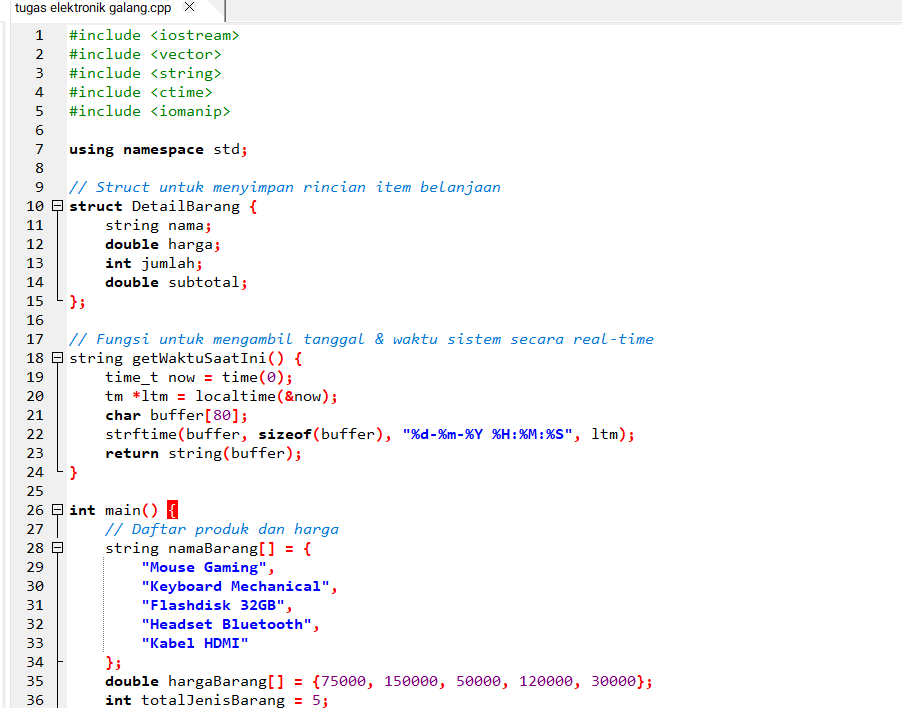 tugas elektronik galang.cpp ×
1 #include <iostream>
2 #include <vector>
3 #include <string>
4 #include <ctime>
5 #include <iomanip>
6
7 using namespace std;
8
9 // Struct untuk menyimpan rincian item belanjaan
10 struct DetailBarang {
11     string nama;
12     double harga;
13     int jumlah;
14     double subtotal;
15 };
16
17 // Fungsi untuk mengambil tanggal & waktu sistem secara real-time
18 string getWaktuSaatIni() {
19     time_t now = time(0);
20     tm *ltm = localtime(&now);
21     char buffer[80];
22     strftime(buffer, sizeof(buffer), "%d-%m-%Y %H:%M:%S", ltm);
23     return string(buffer);
24 }
25
26 int main() {
27     // Daftar produk dan harga
28     string namaBarang[] = {
29         "Mouse Gaming",
30         "Keyboard Mechanical",
31         "Flashdisk 32GB",
32         "Headset Bluetooth",
33         "Kabel HDMI"
34     };
35     double hargaBarang[] = {75000, 150000, 50000, 120000, 30000};
36     int totalJenisBarang = 5;